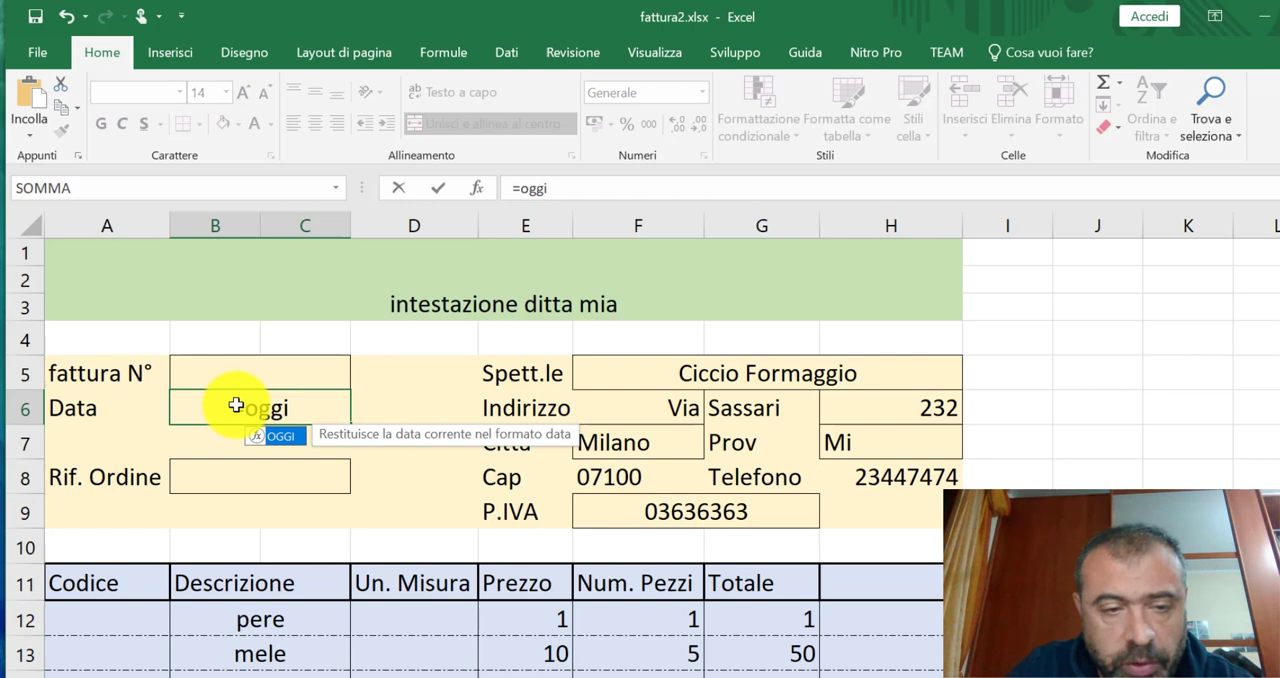 fattura2.xlsx - Excel
Accedi
File Home Inserisci Disegno Layout di pagina Formule Dati Revisione Visualizza Sviluppo Guida Nitro Pro TEAM Cosa vuoi fare?
Incolla
14 A A
Testo a capo
Generale
Formattazione condizionale
Formatta come tabella
Stili cella
Inserisci Elimina Formato
Ordina e filtra
Trova e seleziona
G C S
A
Unisci e allinea al centro
% 000
,00 ,00
Appunti Carattere Allineamento Numeri Stili Celle Modifica
SOMMA fx =oggi
A B C D E F G H I J K L
1
2
3 intestazione ditta mia
4
5 fattura N° Spett.le Ciccio Formaggio
6 Data =oggi Indirizzo Via Sassari 232
fx OGGI Restituisce la data corrente nel formato data
7 Città Milano Prov Mi
8 Rif. Ordine Cap 07100 Telefono 23447474
9 P.IVA 03636363
10
11 Codice Descrizione Un. Misura Prezzo Num. Pezzi Totale
12 pere 1 1 1
13 mele 10 5 50